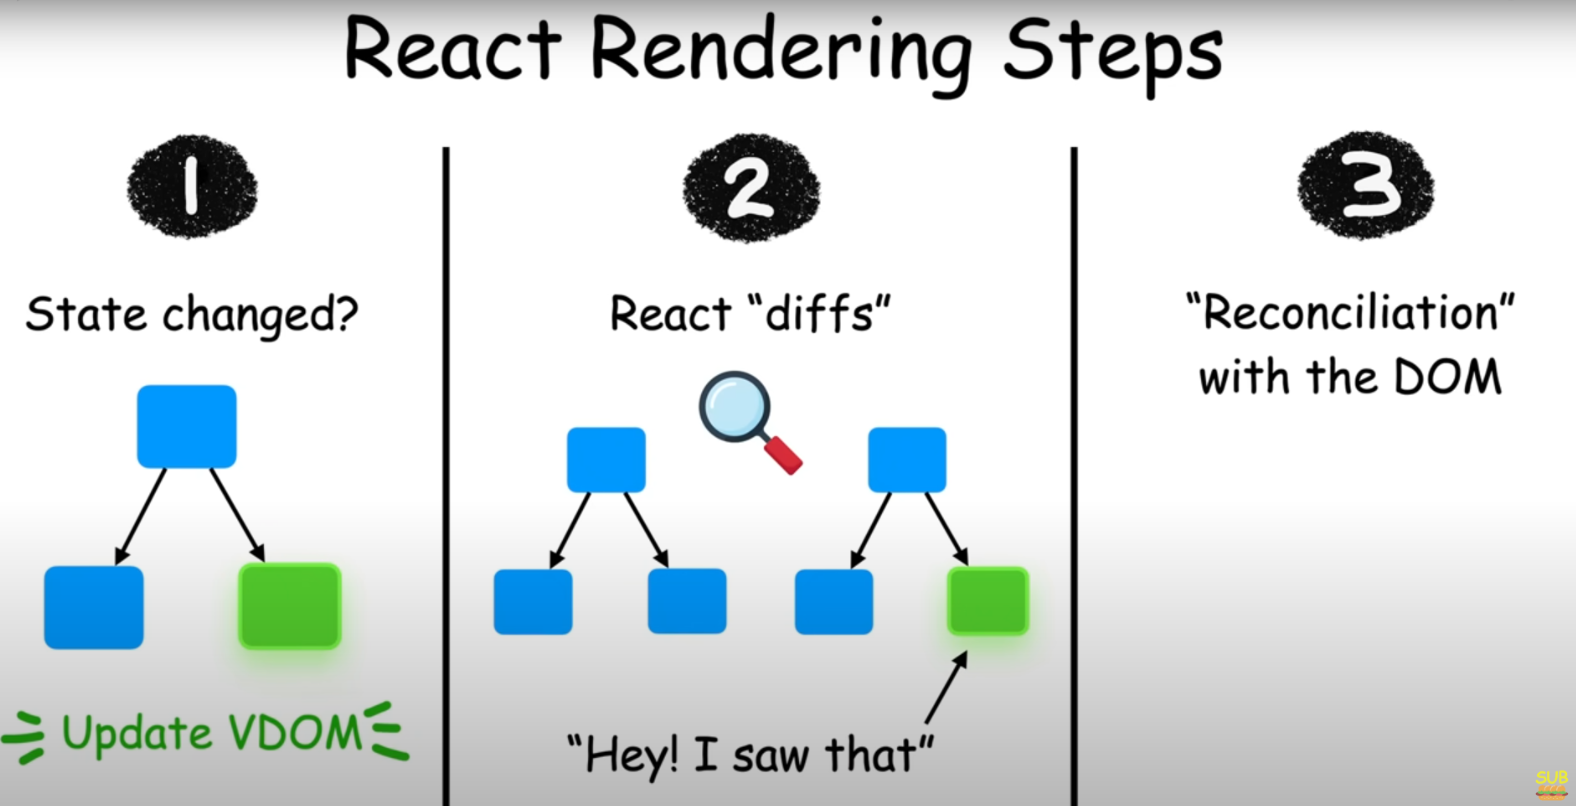 React Rendering Steps
1
State changed?
Update VDOM
2
React “diffs”
“Hey! I saw that”
3
“Reconciliation”
with the DOM
SUB